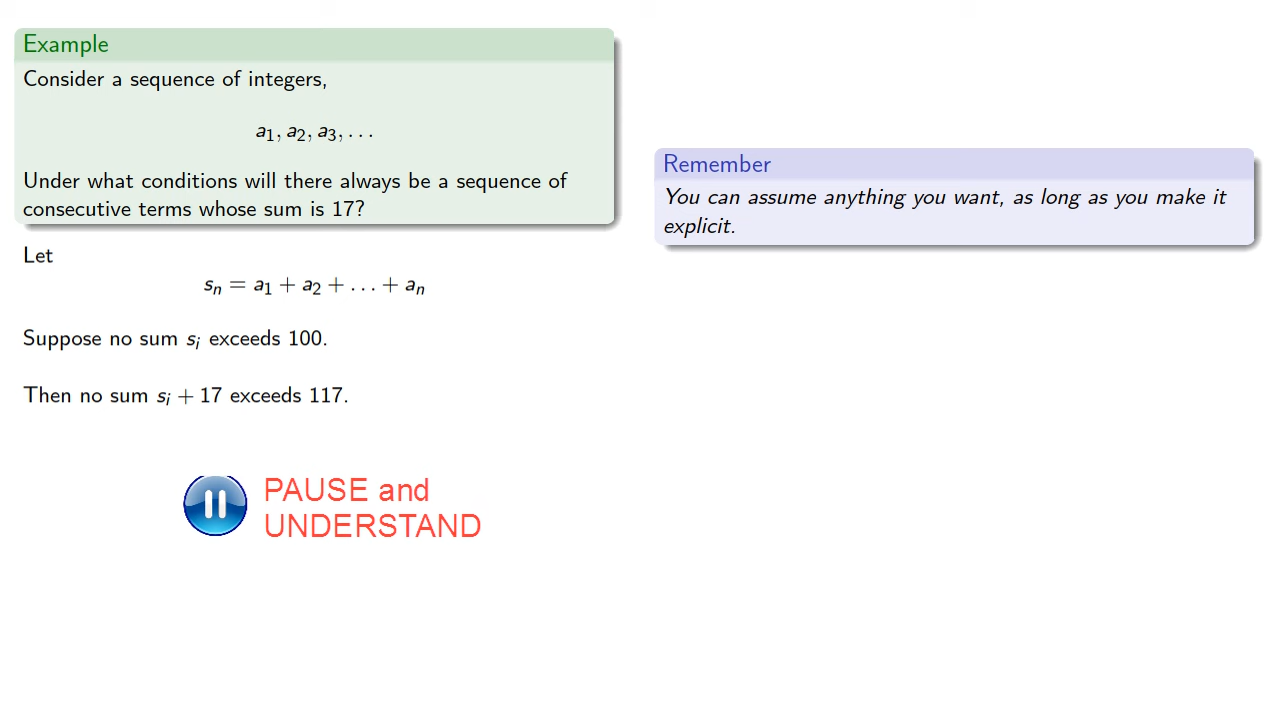 Example
Consider a sequence of integers,
a₁, a₂, a₃, . . .
Under what conditions will there always be a sequence of
consecutive terms whose sum is 17?
Let
sₙ = a₁ + a₂ + . . . + aₙ
Suppose no sum sᵢ exceeds 100.
Then no sum sᵢ + 17 exceeds 117.
PAUSE and
UNDERSTAND
Remember
You can assume anything you want, as long as you make it
explicit.